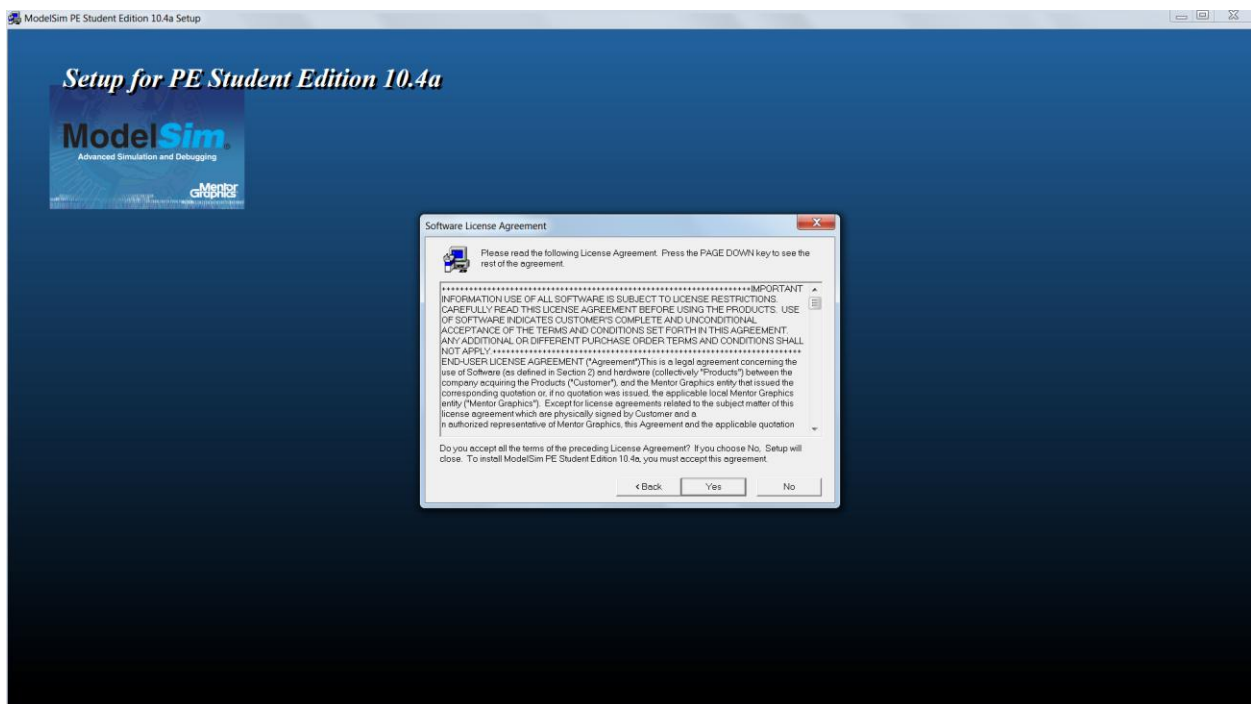 ModelSim PE Student Edition 10.4a Setup
Setup for PE Student Edition 10.4a
ModelSim®
Advanced Simulation and Debugging
Mentor
Graphics
Software License Agreement
Please read the following License Agreement. Press the PAGE DOWN key to see the
rest of the agreement.
********************************************************************IMPORTANT
INFORMATION USE OF ALL SOFTWARE IS SUBJECT TO LICENSE RESTRICTIONS.
CAREFULLY READ THIS LICENSE AGREEMENT BEFORE USING THE PRODUCTS. USE
OF SOFTWARE INDICATES CUSTOMER'S COMPLETE AND UNCONDITIONAL
ACCEPTANCE OF THE TERMS AND CONDITIONS SET FORTH IN THIS AGREEMENT.
ANY ADDITIONAL OR DIFFERENT PURCHASE ORDER TERMS AND CONDITIONS SHALL
NOT APPLY.********************************************************************
END-USER LICENSE AGREEMENT ("Agreement")This is a legal agreement concerning the
use of Software (as defined in Section 2) and hardware (collectively "Products") between the
company acquiring the Products ("Customer"), and the Mentor Graphics entity that issued the
corresponding quotation or, if no quotation was issued, the applicable local Mentor Graphics
entity ("Mentor Graphics"). Except for license agreements related to the subject matter of this
license agreement which are physically signed by Customer and a
n authorized representative of Mentor Graphics, this Agreement and the applicable quotation
Do you accept all the terms of the preceding License Agreement? If you choose No, Setup will
close. To install ModelSim PE Student Edition 10.4a, you must accept this agreement.
< Back Yes No